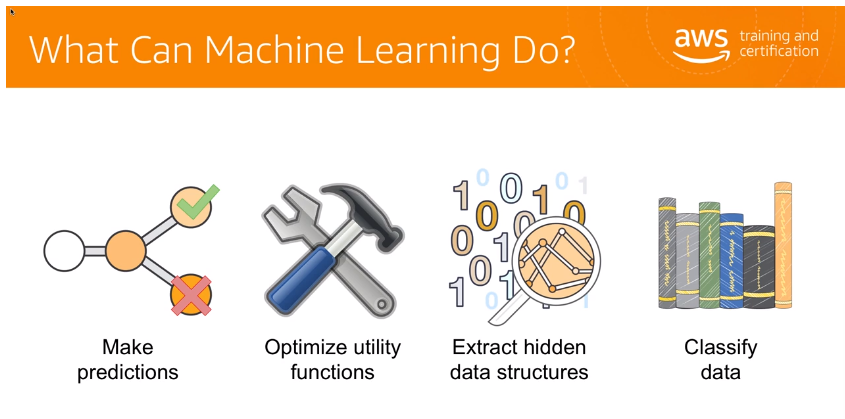 What Can Machine Learning Do?
aws
training and
certification
Make
predictions
Optimize utility
functions
Extract hidden
data structures
Classify
data